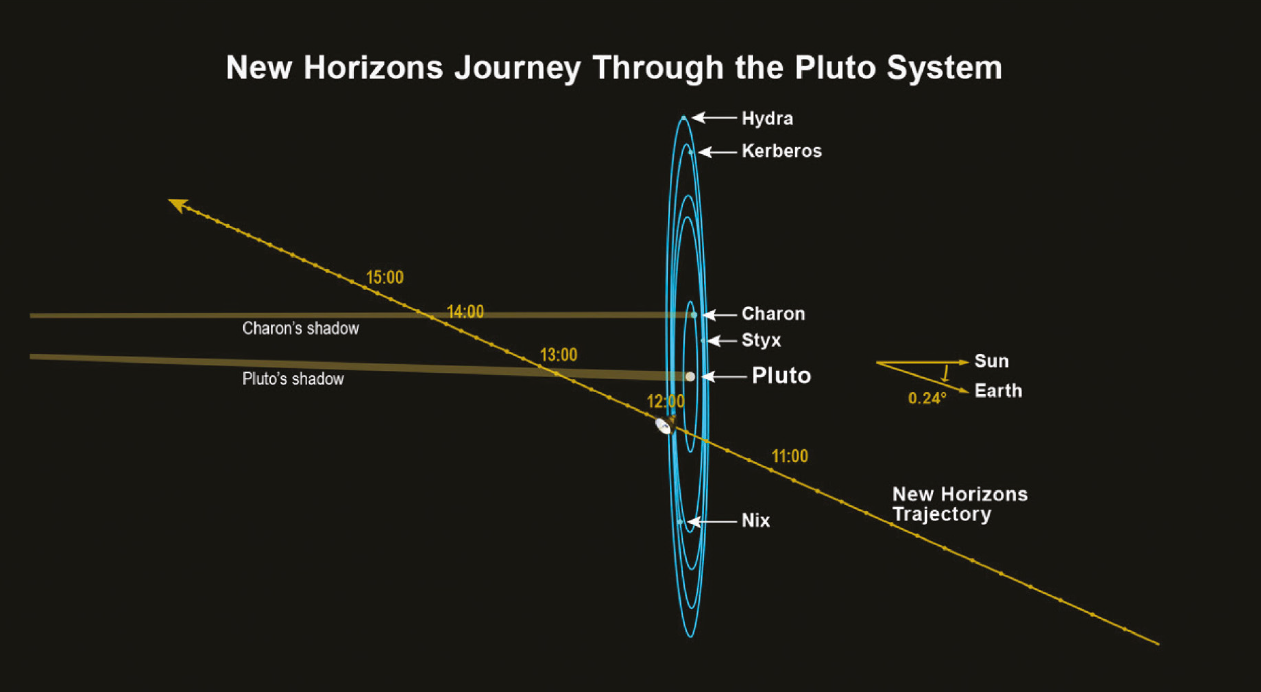 New Horizons Journey Through the Pluto System
Hydra
Kerberos
15:00
14:00
Charon's shadow
Charon
Styx
13:00
Pluto's shadow
Pluto
Sun
Earth
0.24°
12:00
11:00
New Horizons
Trajectory
Nix